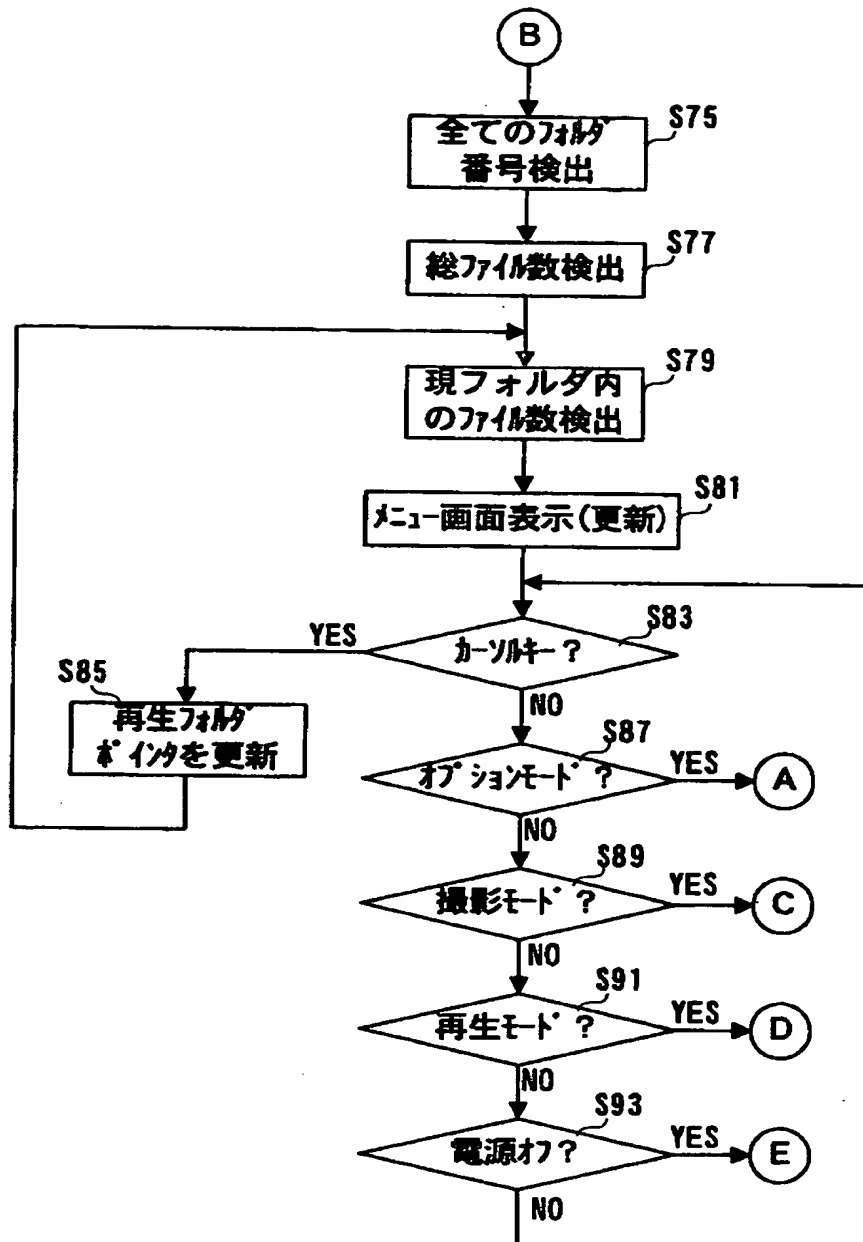 B
S75
全てのフォルダ
番号検出
S77
総ファイル数検出
S79
現フォルダ内
のファイル数検出
S81
メニュー画面表示(更新)
S83
カーソルキー?
YES
NO
S85
再生フォルダ
ポインタを更新
S87
オプションモード?
YES
A
NO
S89
撮影モード?
YES
C
NO
S91
再生モード?
YES
D
NO
S93
電源オフ?
YES
E
NO